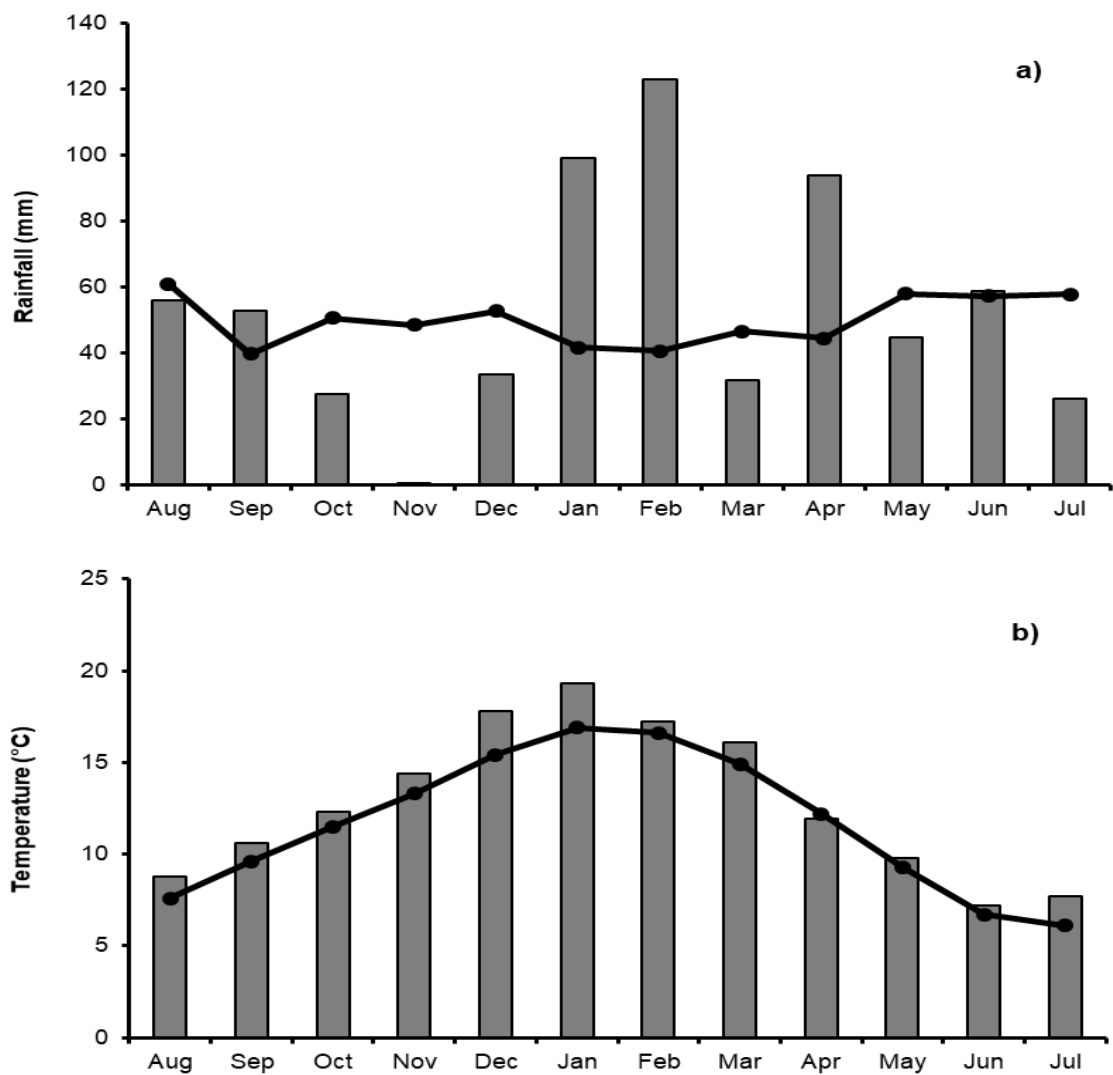 a)
Rainfall (mm)
140
120
100
80
60
40
20
0
Aug Sep Oct Nov Dec Jan Feb Mar Apr May Jun Jul
b)
Temperature (°C)
25
20
15
10
5
0
Aug Sep Oct Nov Dec Jan Feb Mar Apr May Jun Jul